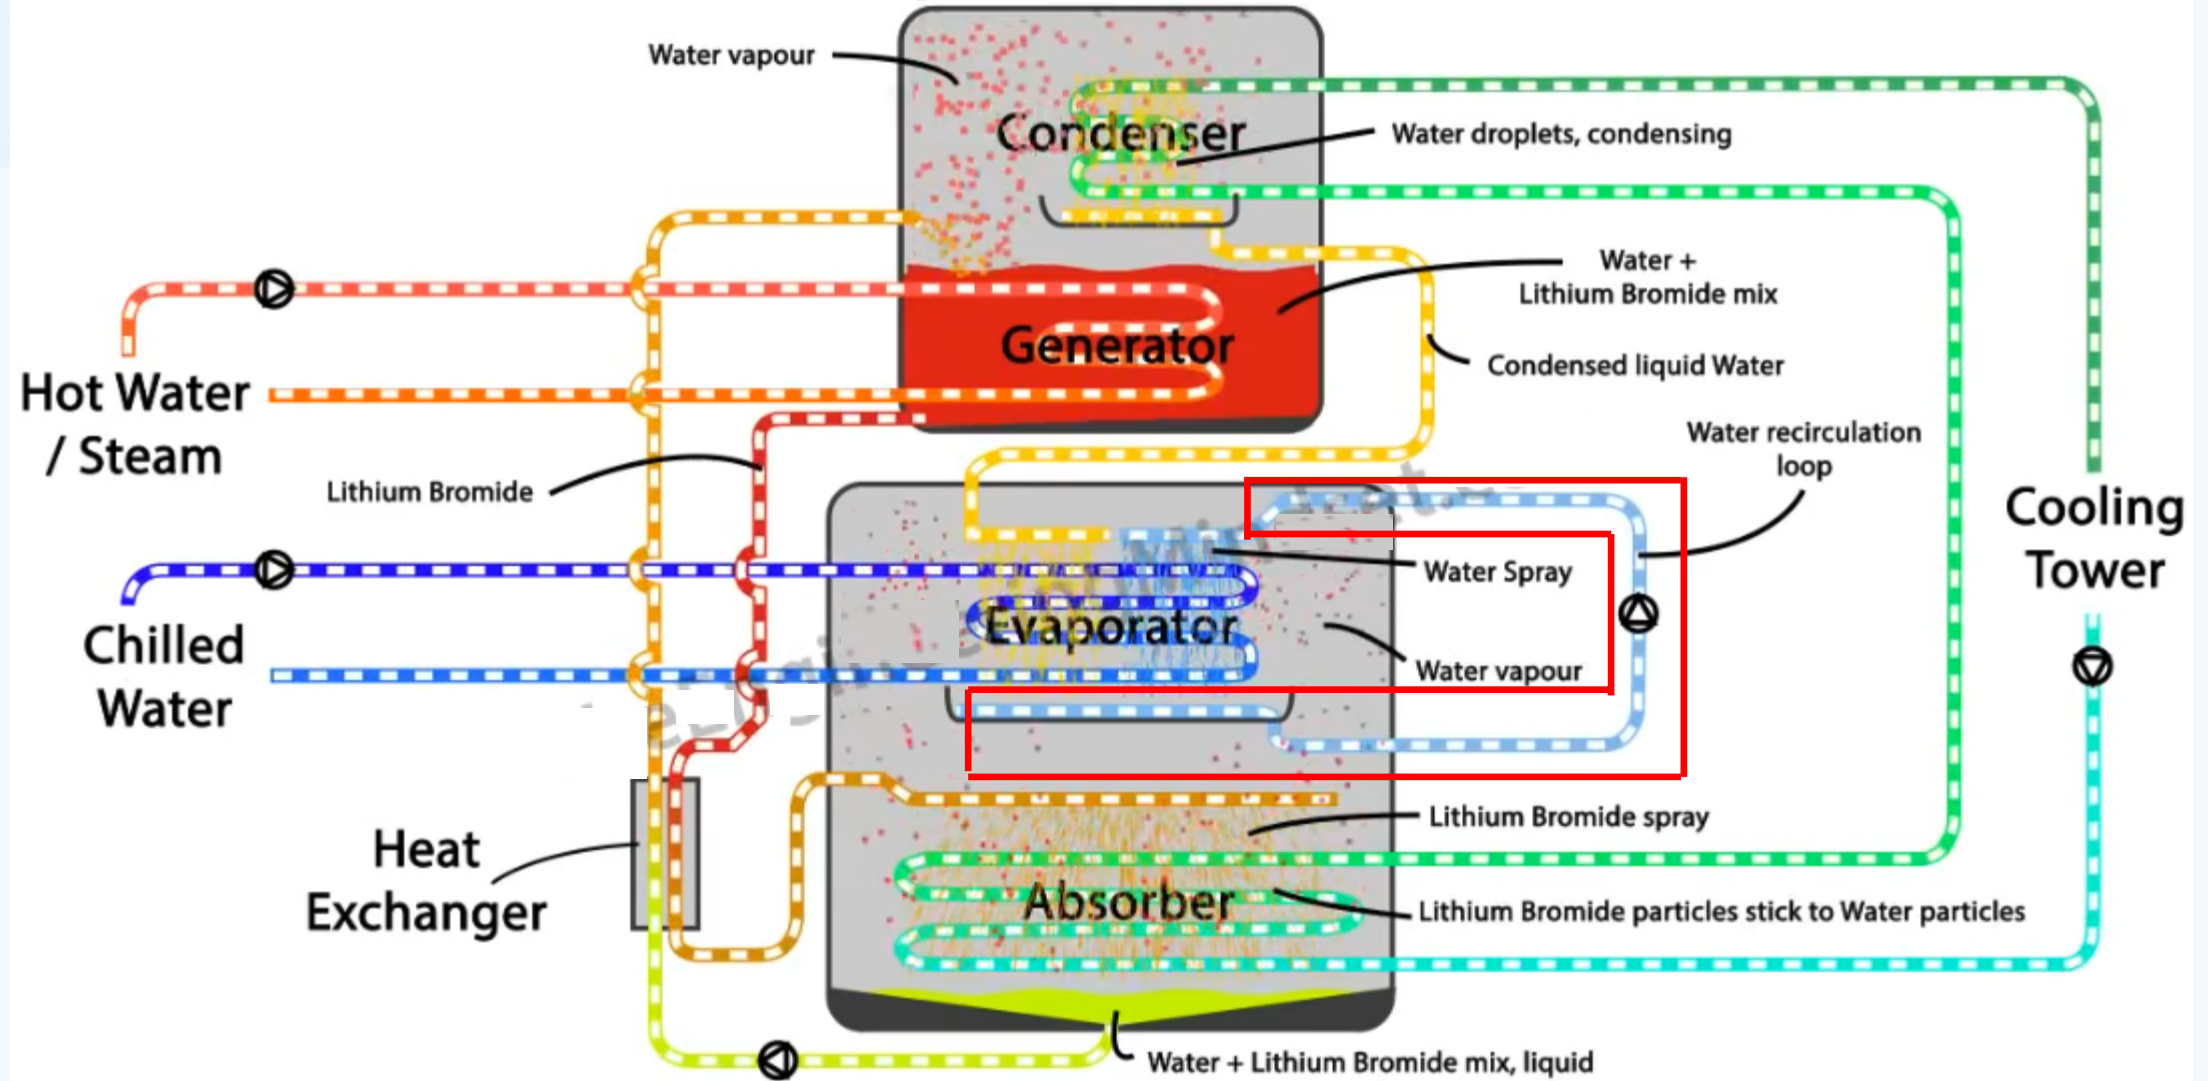 Water vapour
Condenser
Water droplets, condensing
Water +
Lithium Bromide mix
Generator
Condensed liquid Water
Hot Water
/ Steam
Water recirculation
loop
Lithium Bromide
Cooling
Tower
Water Spray
Evaporator
Chilled
Water
Water vapour
Lithium Bromide spray
Heat
Exchanger
Absorber
Lithium Bromide particles stick to Water particles
Water + Lithium Bromide mix, liquid